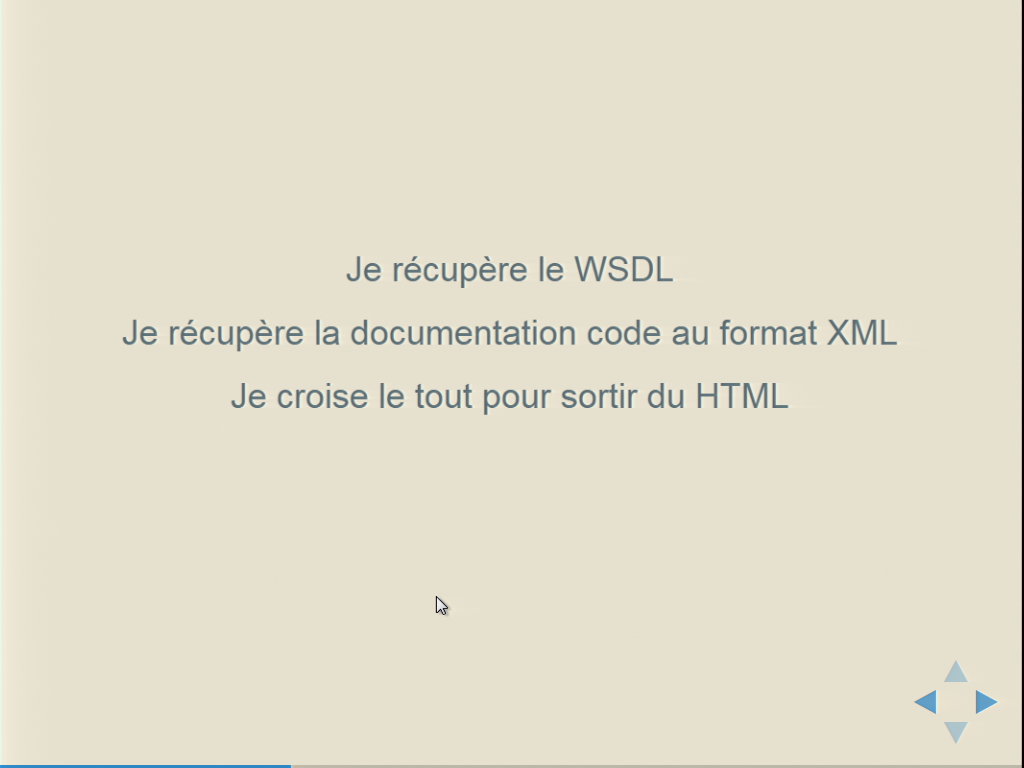 Je récupère le WSDL
Je récupère la documentation code au format XML
Je croise le tout pour sortir du HTML